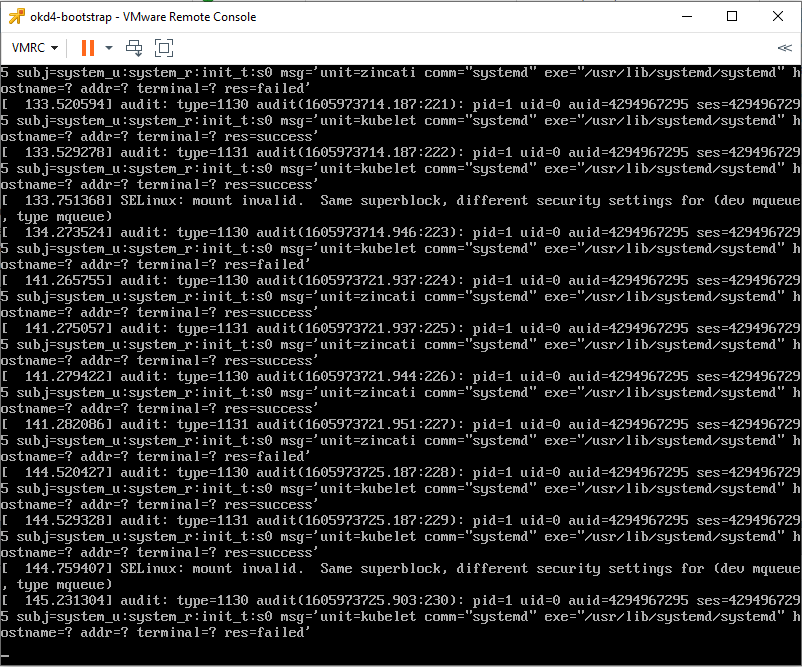 okd4-bootstrap - VMware Remote Console
VMRC
5 subj=system_u:system_r:init_t:s0 msg='unit=zincati comm="systemd" exe="/usr/lib/systemd/systemd" h
ostname=? addr=? terminal=? res=failed'
[  133.520594] audit: type=1130 audit(1605973714.187:221): pid=1 uid=0 auid=4294967295 ses=429496729
5 subj=system_u:system_r:init_t:s0 msg='unit=kubelet comm="systemd" exe="/usr/lib/systemd/systemd" h
ostname=? addr=? terminal=? res=success'
[  133.529278] audit: type=1131 audit(1605973714.187:222): pid=1 uid=0 auid=4294967295 ses=429496729
5 subj=system_u:system_r:init_t:s0 msg='unit=kubelet comm="systemd" exe="/usr/lib/systemd/systemd" h
ostname=? addr=? terminal=? res=success'
[  133.751368] SELinux: mount invalid.  Same superblock, different security settings for (dev mqueue
, type mqueue)
[  134.273524] audit: type=1130 audit(1605973714.946:223): pid=1 uid=0 auid=4294967295 ses=429496729
5 subj=system_u:system_r:init_t:s0 msg='unit=kubelet comm="systemd" exe="/usr/lib/systemd/systemd" h
ostname=? addr=? terminal=? res=failed'
[  141.265755] audit: type=1130 audit(1605973721.937:224): pid=1 uid=0 auid=4294967295 ses=429496729
5 subj=system_u:system_r:init_t:s0 msg='unit=zincati comm="systemd" exe="/usr/lib/systemd/systemd" h
ostname=? addr=? terminal=? res=success'
[  141.275057] audit: type=1131 audit(1605973721.937:225): pid=1 uid=0 auid=4294967295 ses=429496729
5 subj=system_u:system_r:init_t:s0 msg='unit=kubelet comm="systemd" exe="/usr/lib/systemd/systemd" h
ostname=? addr=? terminal=? res=success'
[  141.279422] audit: type=1130 audit(1605973721.944:226): pid=1 uid=0 auid=4294967295 ses=429496729
5 subj=system_u:system_r:init_t:s0 msg='unit=zincati comm="systemd" exe="/usr/lib/systemd/systemd" h
ostname=? addr=? terminal=? res=success'
[  141.282086] audit: type=1131 audit(1605973721.951:227): pid=1 uid=0 auid=4294967295 ses=429496729
5 subj=system_u:system_r:init_t:s0 msg='unit=zincati comm="systemd" exe="/usr/lib/systemd/systemd" h
ostname=? addr=? terminal=? res=failed'
[  144.520427] audit: type=1130 audit(1605973725.187:228): pid=1 uid=0 auid=4294967295 ses=429496729
5 subj=system_u:system_r:init_t:s0 msg='unit=kubelet comm="systemd" exe="/usr/lib/systemd/systemd" h
ostname=? addr=? terminal=? res=success'
[  144.529328] audit: type=1131 audit(1605973725.187:229): pid=1 uid=0 auid=4294967295 ses=429496729
5 subj=system_u:system_r:init_t:s0 msg='unit=kubelet comm="systemd" exe="/usr/lib/systemd/systemd" h
ostname=? addr=? terminal=? res=success'
[  144.759407] SELinux: mount invalid.  Same superblock, different security settings for (dev mqueue
, type mqueue)
[  145.231304] audit: type=1130 audit(1605973725.903:230): pid=1 uid=0 auid=4294967295 ses=429496729
5 subj=system_u:system_r:init_t:s0 msg='unit=kubelet comm="systemd" exe="/usr/lib/systemd/systemd" h
ostname=? addr=? terminal=? res=failed'